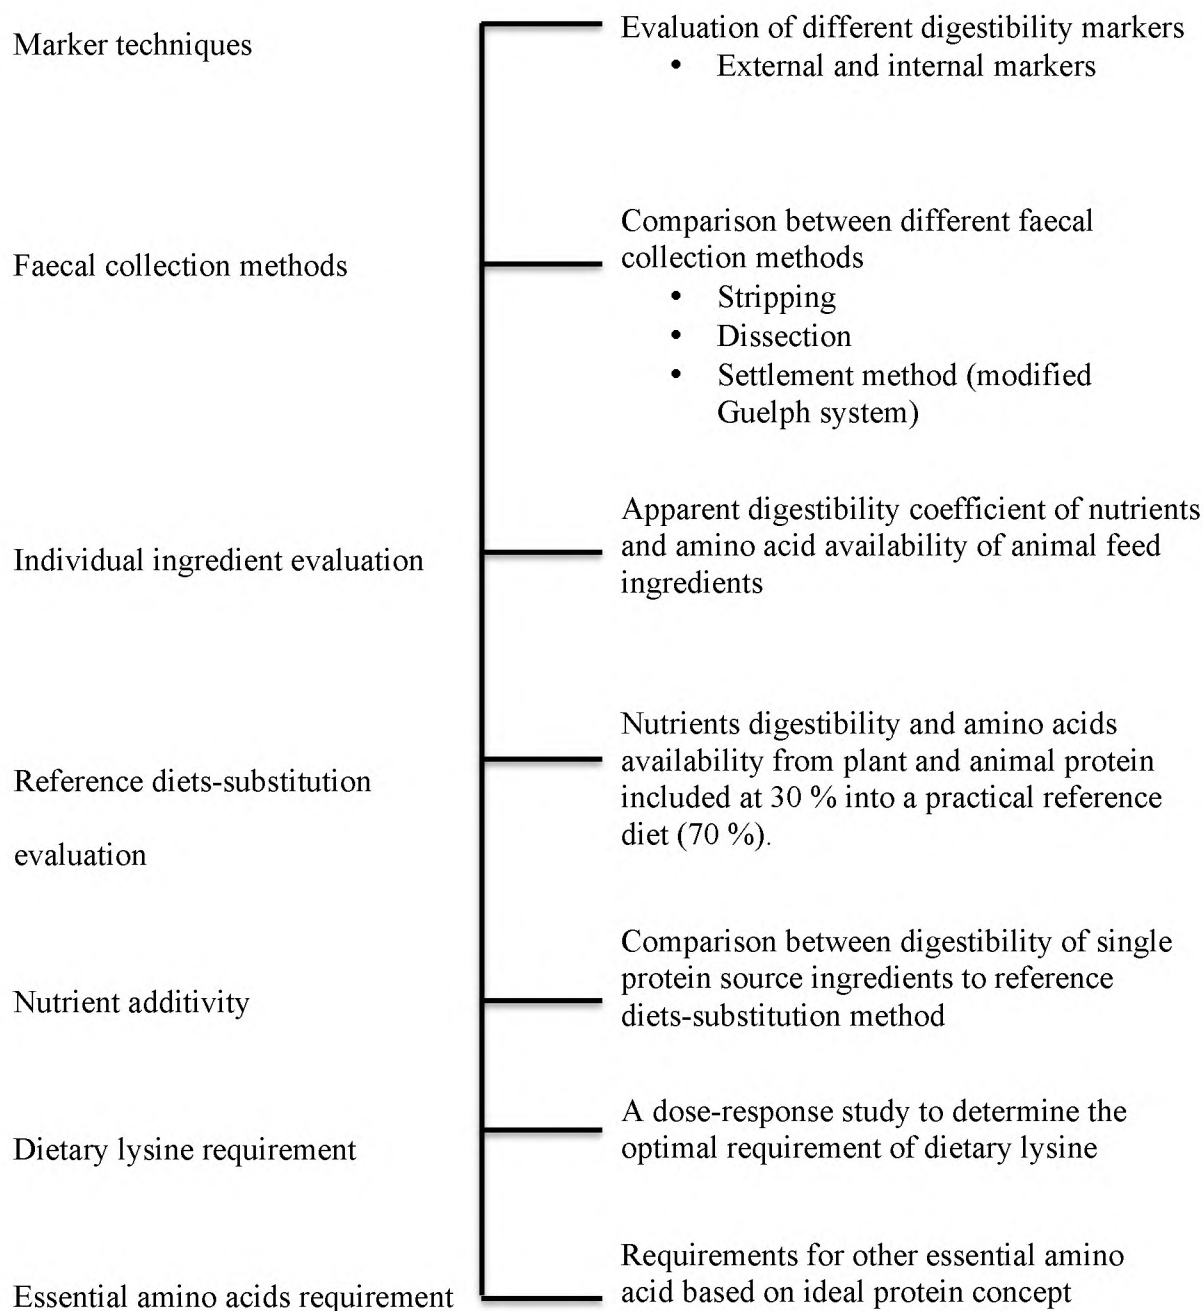 Marker techniques
Evaluation of different digestibility markers
• External and internal markers
Faecal collection methods
Comparison between different faecal
collection methods
• Stripping
• Dissection
• Settlement method (modified
Guelph system)
Individual ingredient evaluation
Apparent digestibility coefficient of nutrients
and amino acid availability of animal feed
ingredients
Reference diets-substitution
evaluation
Nutrients digestibility and amino acids
availability from plant and animal protein
included at 30 % into a practical reference
diet (70 %).
Nutrient additivity
Comparison between digestibility of single
protein source ingredients to reference
diets-substitution method
Dietary lysine requirement
A dose-response study to determine the
optimal requirement of dietary lysine
Essential amino acids requirement
Requirements for other essential amino
acid based on ideal protein concept